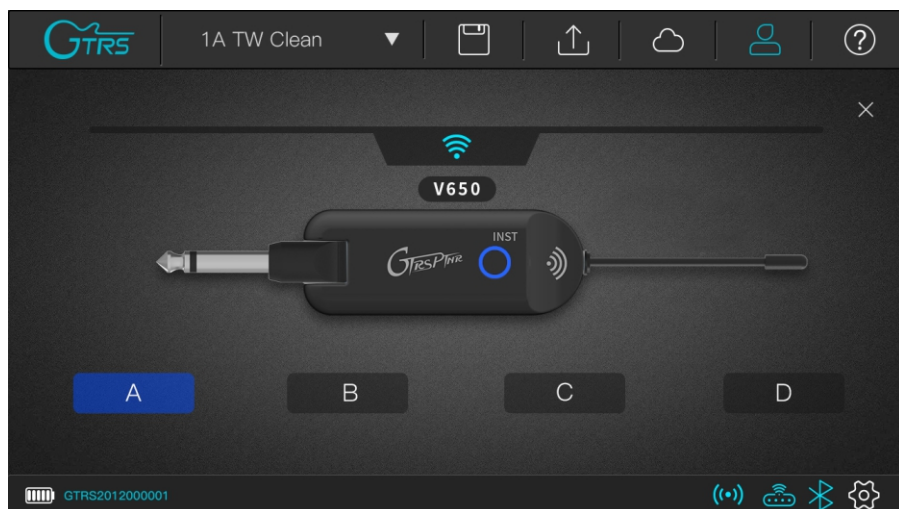 GTRS
1A TW Clean
V650
INST
GTRSPTNR
A
B
C
D
GTRS2012000001